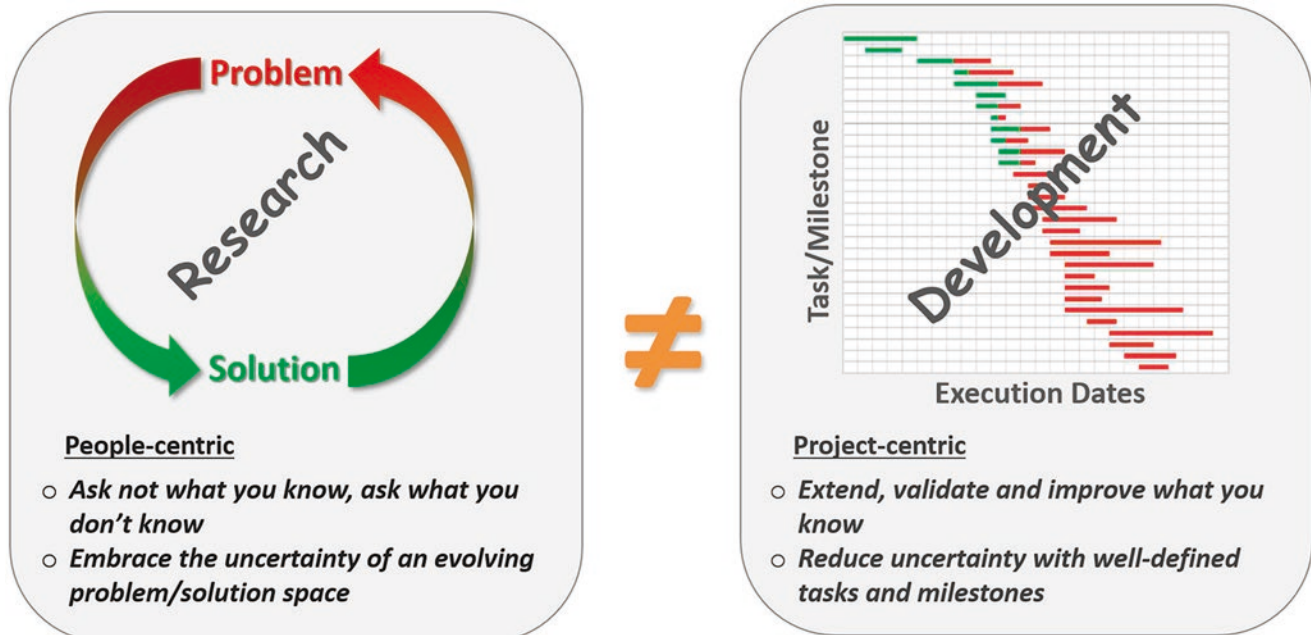 Problem
Research
Solution
People-centric
○ Ask not what you know, ask what you
don't know
○ Embrace the uncertainty of an evolving
problem/solution space
≠
Task/Milestone
Development
Execution Dates
Project-centric
○ Extend, validate and improve what you
know
○ Reduce uncertainty with well-defined
tasks and milestones